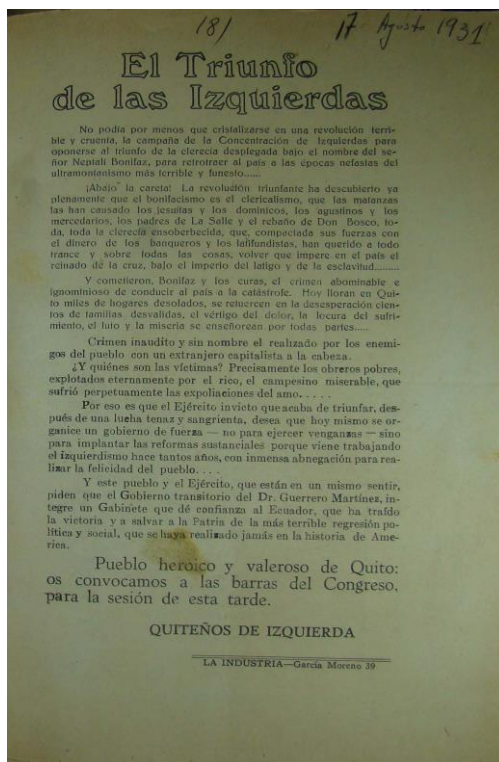 181
17 Agosto 1931
El Triunfo
de las Izquierdas
No podía por menos que cristalizarse en una revolución terri-
ble y cruenta, la campaña de la Concentración de Izquierdas para
oponerse al triunfo de la clerecía desplegada bajo el nombre del se-
ñor Neptalí Bonifaz, para retrotraer al país a las épocas nefastas del
ultramontanismo más terrible y funesto......
¡Abajo la careta! La revolución triunfante ha descubierto ya
plenamente que el bonifacismo es el clericalismo, que las matanzas
las han causado los jesuitas y los dominicos, los agustinos y los
mercedarios, los padres de La Salle y el rebaño de Don Bosco, to-
da, toda la clerecía ensoberbecida, que, compactada sus fuerzas con
el dinero de los banqueros y los latifundistas, han querido a todo
trance y sobre todas las cosas, volver que impere en el país el
reinado de la cruz, bajo el imperio del latigo y de la esclavitud.........
Y cometieron, Bonifaz y los curas, el crimen abominable e
ignominioso de conducir al país a la catástrofe. Hoy lloran en Qui-
to miles de hogares desolados, se retuercen en la desesperación cien-
tos de familias desvalidas, el vértigo del dolor, la locura del sufri-
miento, el luto y la miseria se enseñorean por todas partes.....
Crimen inaudito y sin nombre el realizado por los enemi-
gos del pueblo con un extranjero capitalista a la cabeza.
¿Y quiénes son las víctimas? Precisamente los obreros pobres,
explotados eternamente por el rico, el campesino miserable, que
sufrió perpetuamente las expoliaciones del amo. . . . .
Por eso es que el Ejército invicto que acaba de triunfar, des-
pués de una lucha tenaz y sangrienta, desea que hoy mismo se or-
ganice un gobierno de fuerza — no para ejercer venganzas — sino
para implantar las reformas sustanciales porque viene trabajando
el izquierdismo hace tantos años, con inmensa abnegación para rea-
lizar la felicidad del pueblo. . . .
Y este pueblo y el Ejército, que están en un mismo sentir,
piden que el Gobierno transitorio del Dr. Guerrero Martínez, in-
tegre un Gabinete que dé confianza al Ecuador, que ha traído
la victoria y a salvar a la Patria de la más terrible regresión po-
lítica y social, que se haya realizado jamás en la historia de Ame-
rica.
Pueblo heroico y valeroso de Quito:
os convocamos a las barras del Congreso,
para la sesión de esta tarde.
QUITEÑOS DE IZQUIERDA
LA INDUSTRIA—García Moreno 39